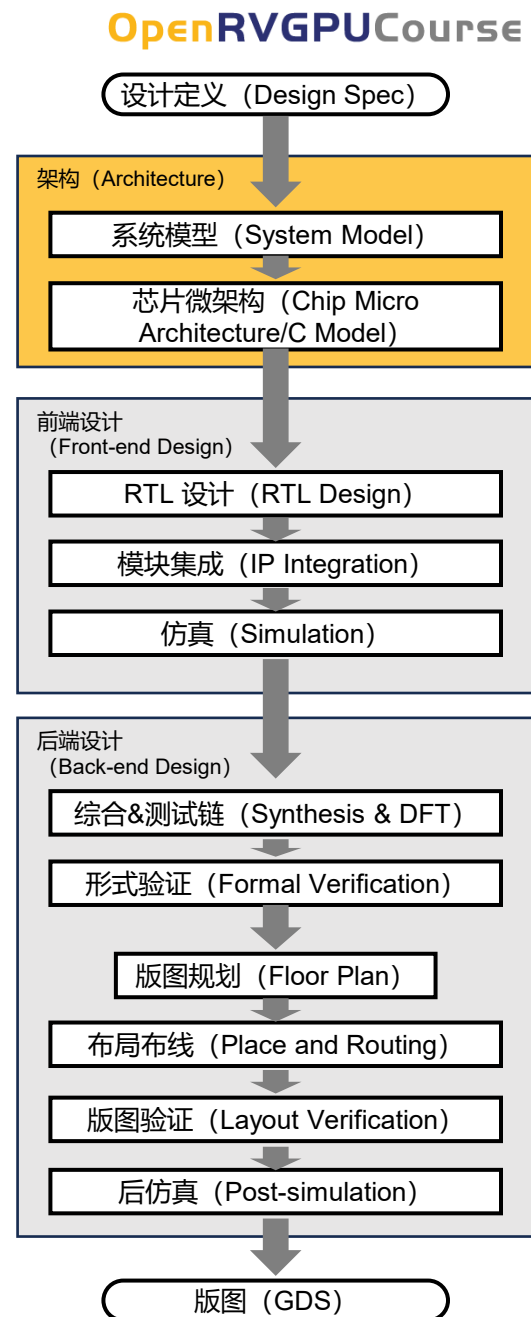 OpenRVGPUCourse
设计定义（Design Spec）
架构（Architecture）
系统模型（System Model）
芯片微架构（Chip Micro
Architecture/C Model）
前端设计
（Front-end Design）
RTL 设计（RTL Design）
模块集成（IP Integration）
仿真（Simulation）
后端设计
（Back-end Design）
综合&测试链（Synthesis & DFT）
形式验证（Formal Verification）
版图规划（Floor Plan）
布局布线（Place and Routing）
版图验证（Layout Verification）
后仿真（Post-simulation）
版图（GDS）